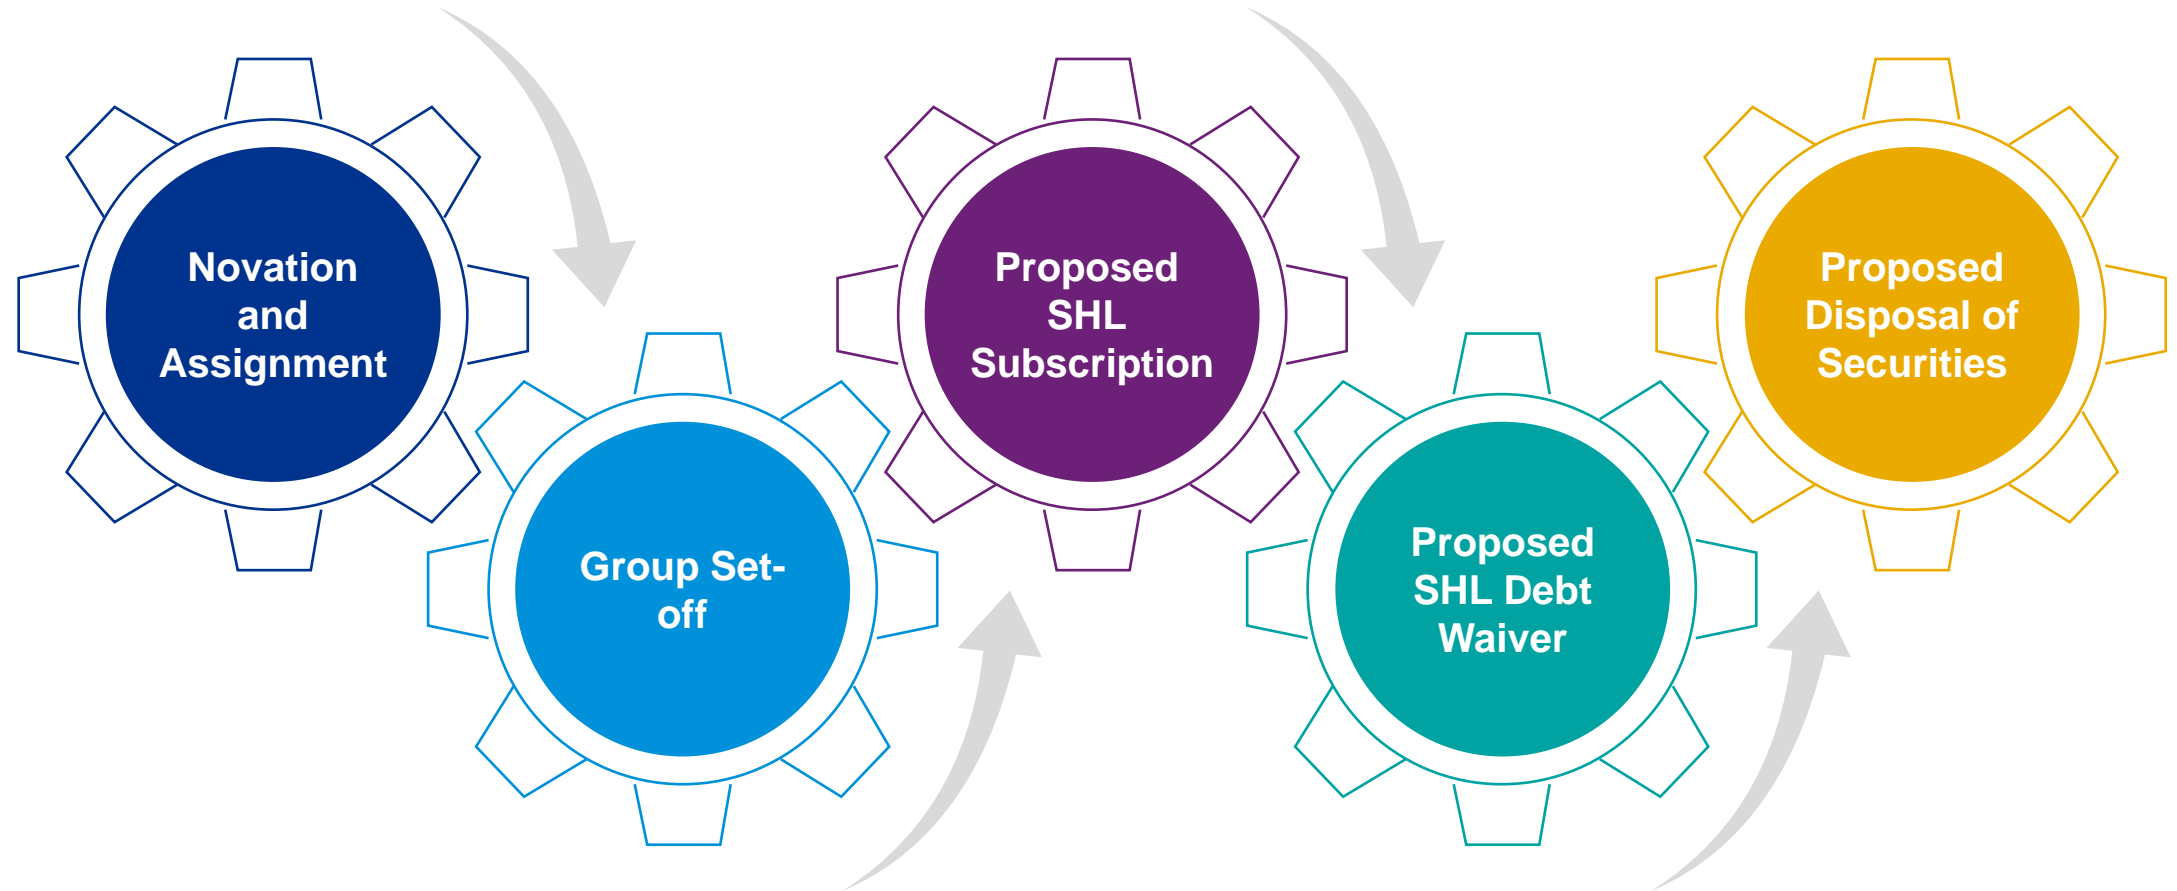 Novation
and
Assignment
Group Set-
off
Proposed
SHL
Subscription
Proposed
SHL Debt
Waiver
Proposed
Disposal of
Securities